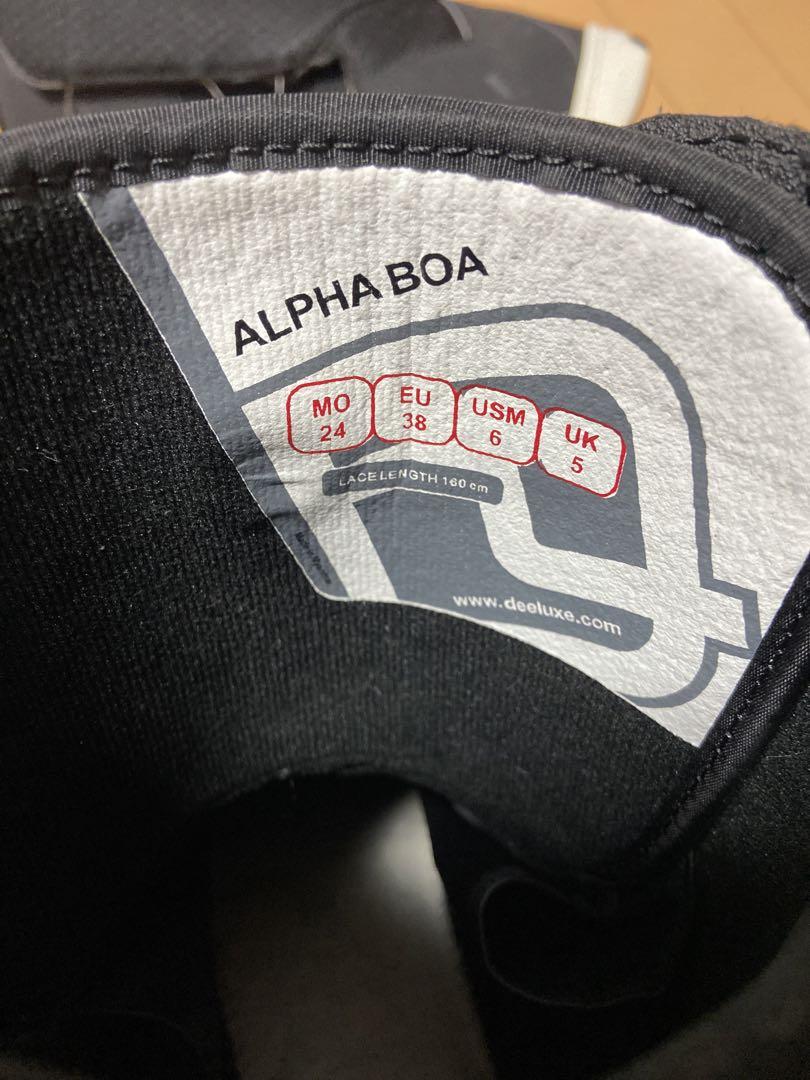 ALPHA BOA
MO EU USM UK
24 38 6 5
LACE LENGTH 160 cm
www.deeluxe.com